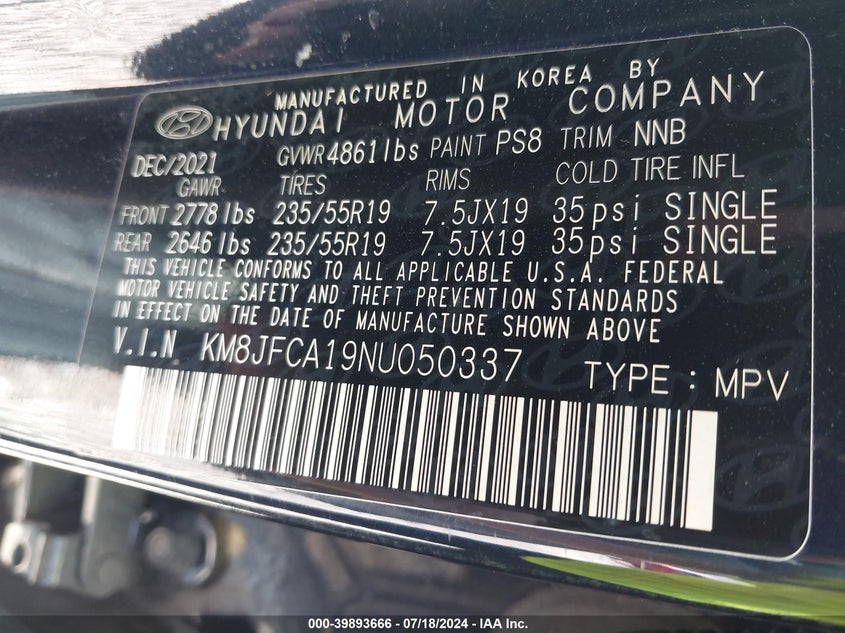 MANUFACTURED IN KOREA BY
HYUNDAI MOTOR COMPANY
DEC/2021 GVWR 4861 lbs PAINT PS8 TRIM NNB
GAWR TIRES RIMS COLD TIRE INFL
FRONT 2778 lbs 235/55R19 7.5JX19 35psi SINGLE
REAR 2646 lbs 235/55R19 7.5JX19 35psi SINGLE
THIS VEHICLE CONFORMS TO ALL APPLICABLE U.S.A. FEDERAL
MOTOR VEHICLE SAFETY AND THEFT PREVENTION STANDARDS
IN EFFECT ON THE DATE OF MANUFACTURE SHOWN ABOVE
V.I.N. KM8JFCA19NU050337 TYPE : MPV
000-39893666 - 07/18/2024 - IAA Inc.